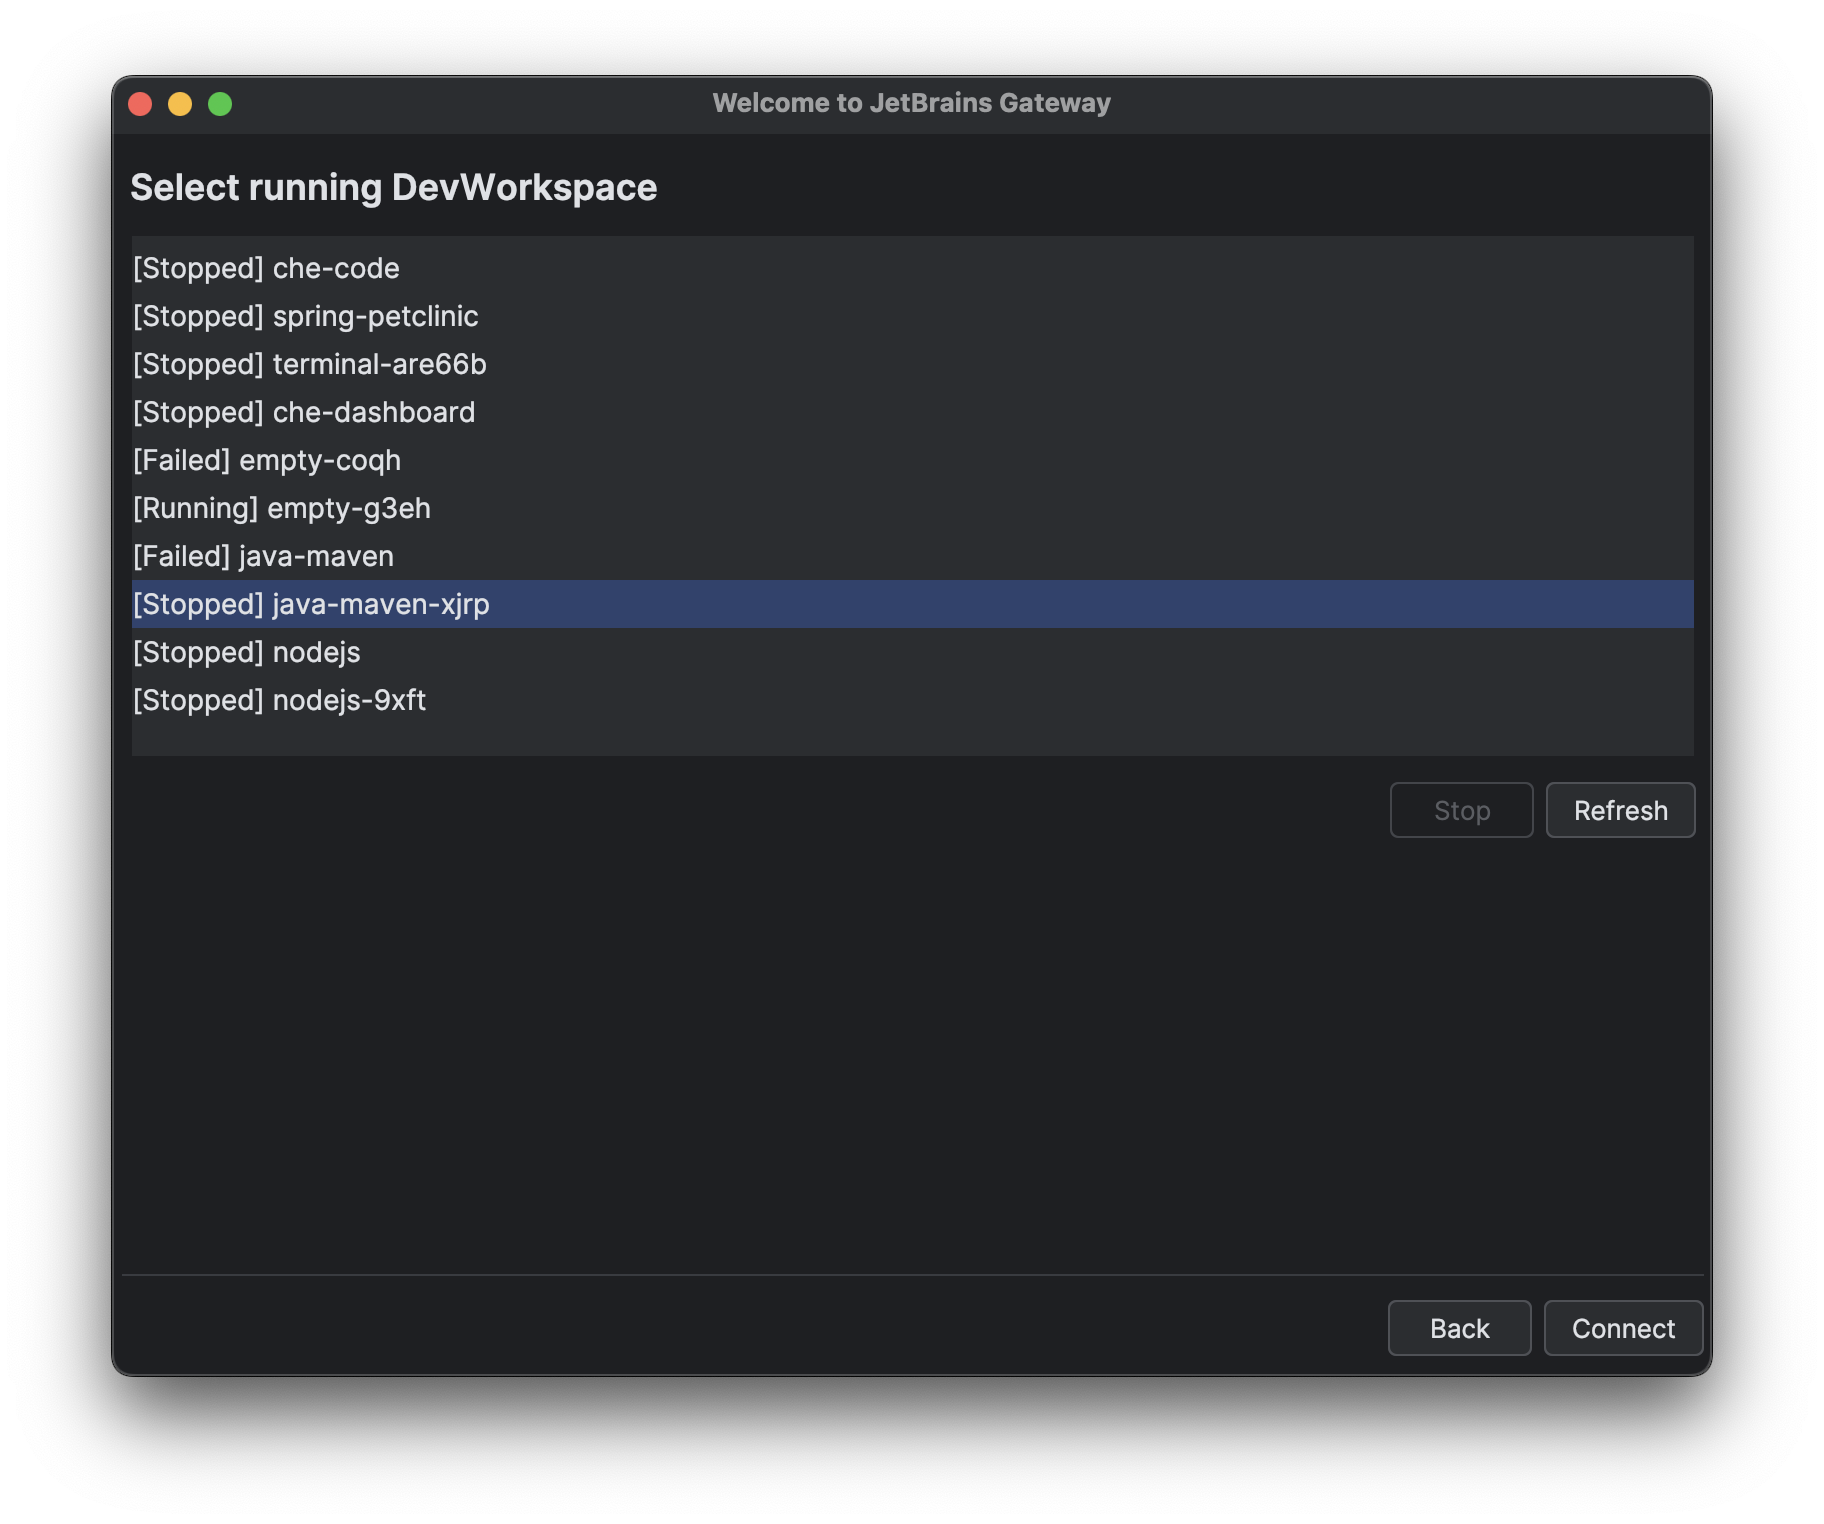 Welcome to JetBrains Gateway
Select running DevWorkspace
[Stopped] che-code
[Stopped] spring-petclinic
[Stopped] terminal-are66b
[Stopped] che-dashboard
[Failed] empty-coqh
[Running] empty-g3eh
[Failed] java-maven
[Stopped] java-maven-xjrp
[Stopped] nodejs
[Stopped] nodejs-9xft
Stop Refresh
Back Connect